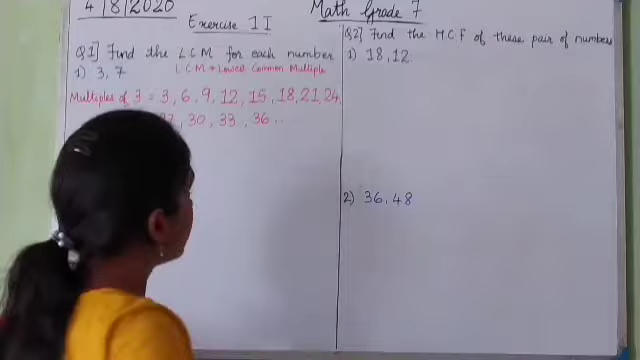 4/8/2020
Math Grade 7
Exercise 1 I
Q1] Find the LCM for each number
LCM → Lowest Common Multiple
1) 3, 7
Multiples of 3 = 3, 6, 9, 12, 15, 18, 21, 24,
27, 30, 33, 36..
Q2] Find the H C F of these pair of numbers
1) 18, 12.
2) 36, 48